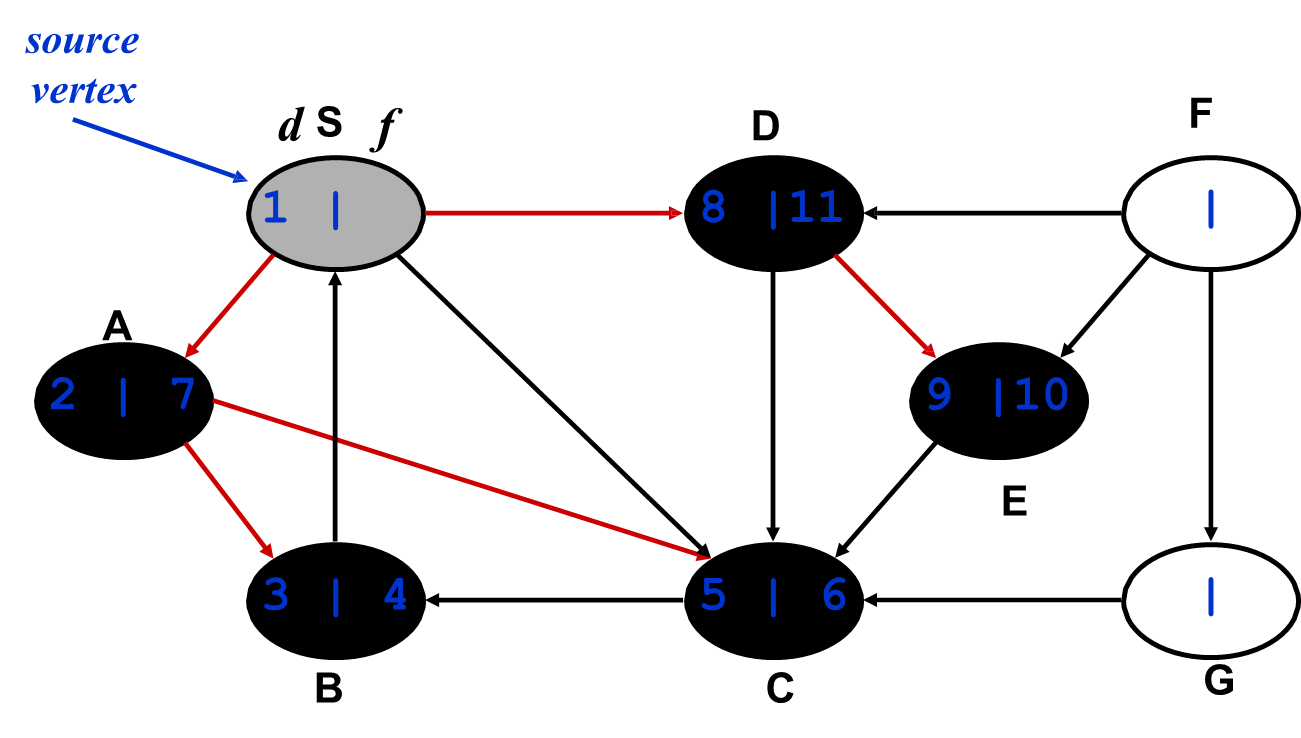 source
vertex
d S f
D
F
1 |
8 |11
|
A
2 | 7
9 |10
E
3 | 4
5 | 6
|
B
C
G